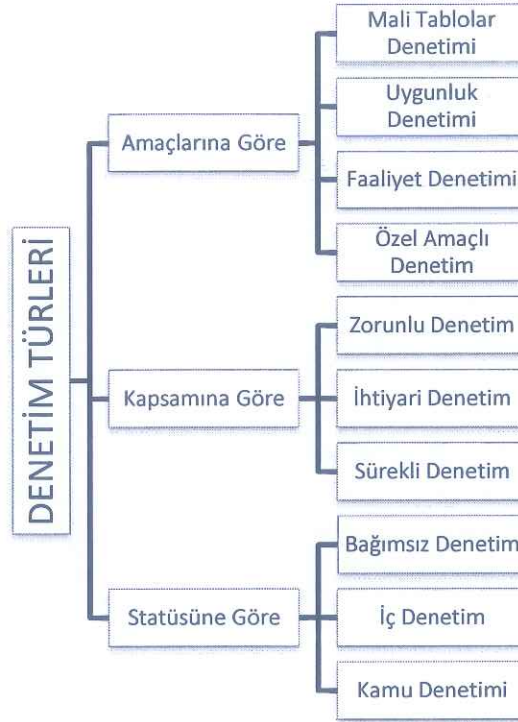 DENETİM TÜRLERİ
Amaçlarına Göre
Mali Tablolar
Denetimi
Uygunluk
Denetimi
Faaliyet Denetimi
Özel Amaçlı
Denetim
Kapsamına Göre
Zorunlu Denetim
İhtiyari Denetim
Sürekli Denetim
Statüsüne Göre
Bağımsız Denetim
İç Denetim
Kamu Denetimi